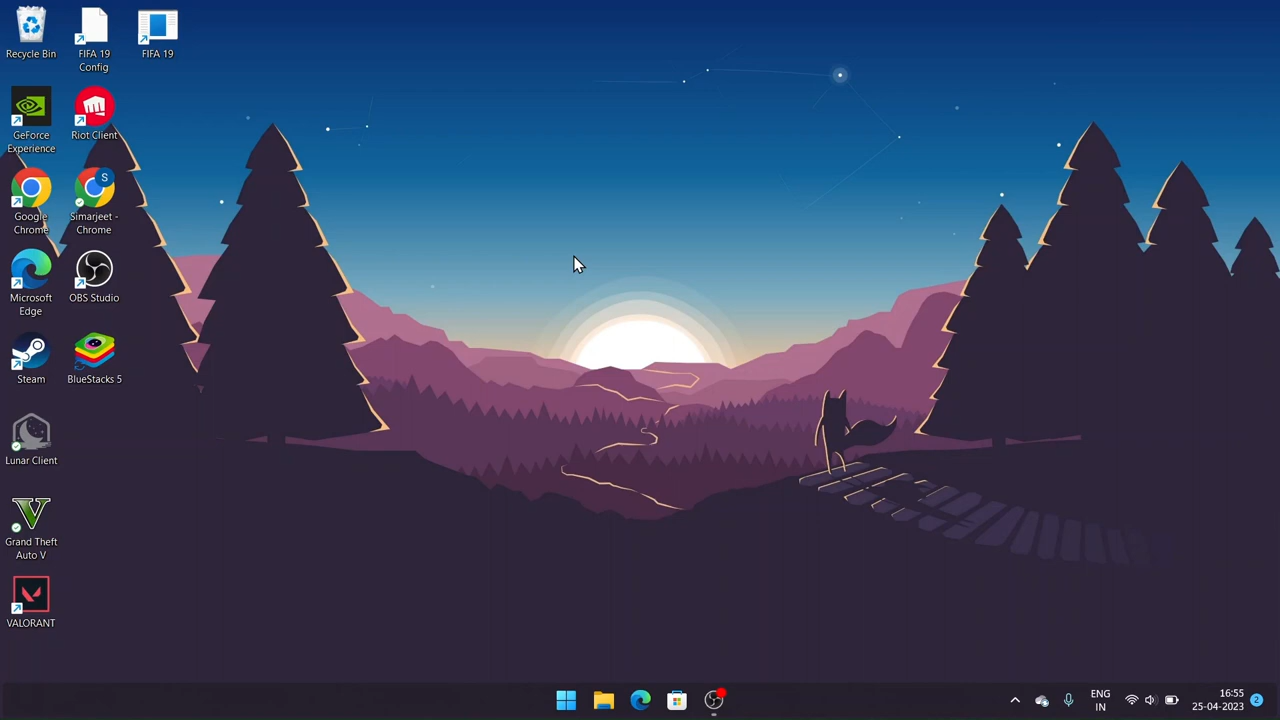 Recycle Bin
FIFA 19
Config
FIFA 19
GeForce
Experience
Riot Client
Google
Chrome
S
Simarjeet -
Chrome
Microsoft
Edge
OBS Studio
Steam
BlueStacks 5
Lunar Client
V
Grand Theft
Auto V
VALORANT
ENG
IN
16:55
25-04-2023
2